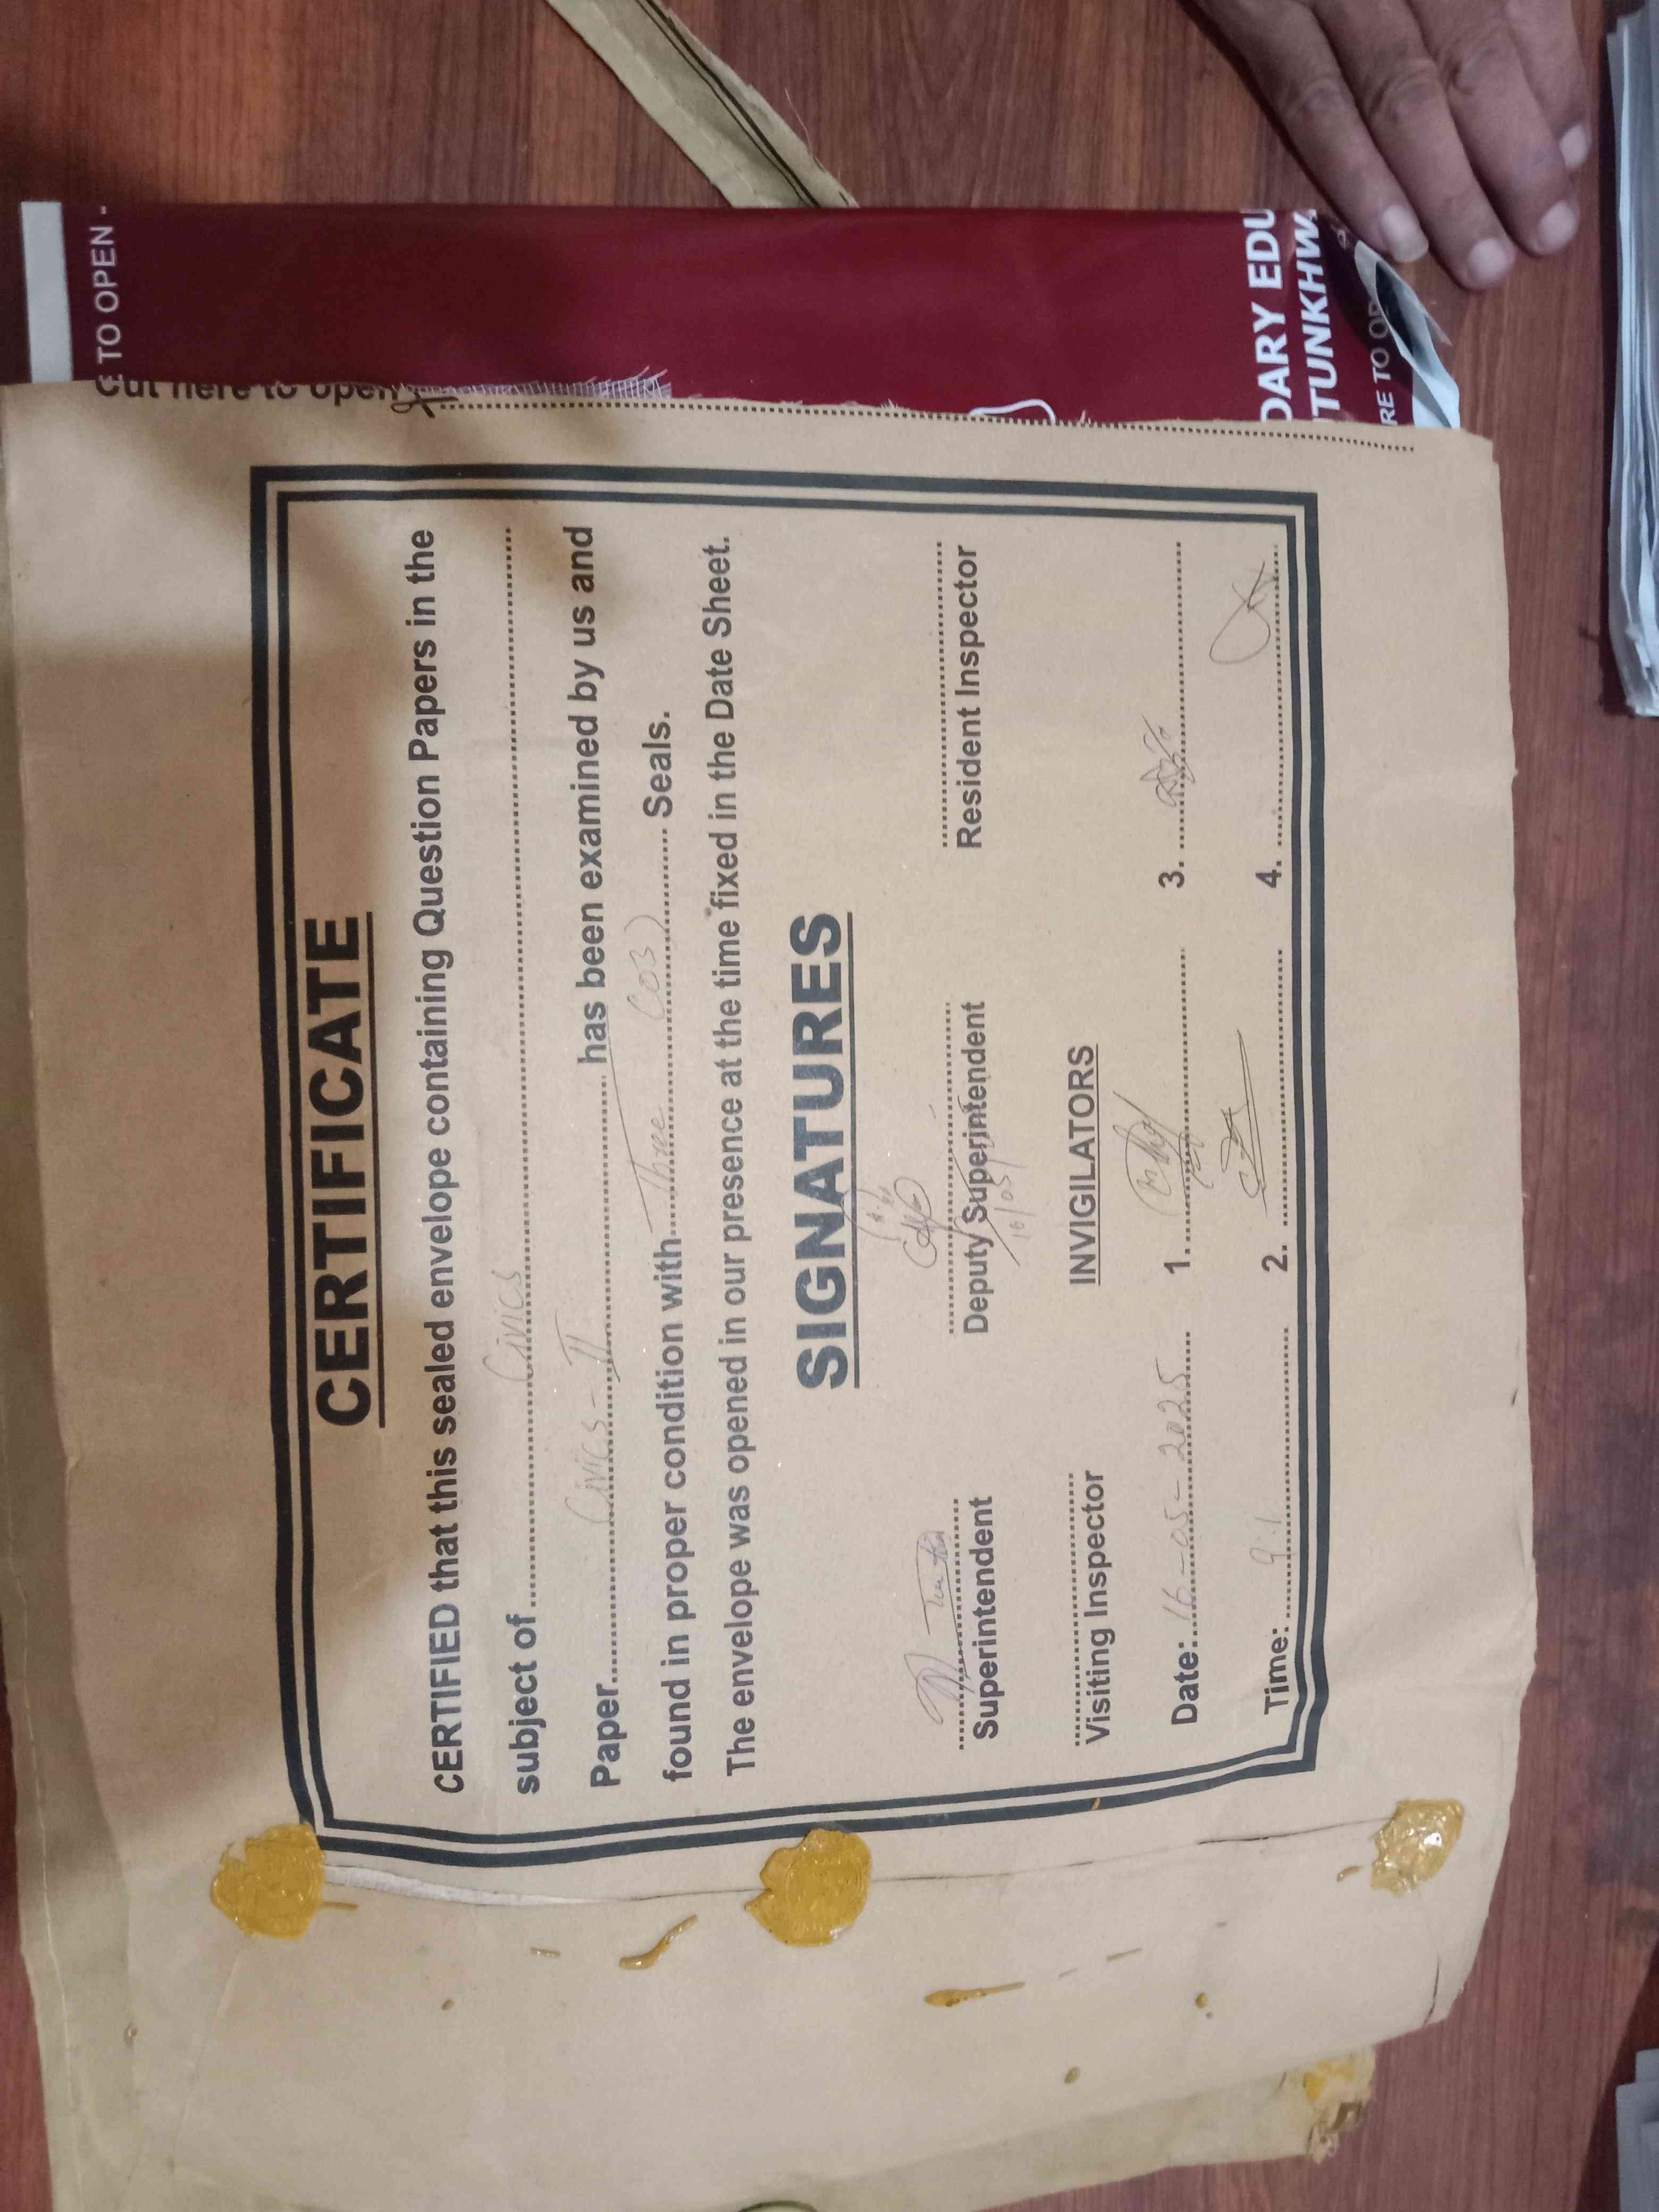 CERTIFICATE
CERTIFIED that this sealed envelope containing Question Papers in the
subject of Civics
Paper Civics-II has been examined by us and
found in proper condition with Three (03) Seals.
The envelope was opened in our presence at the time fixed in the Date Sheet.
SIGNATURES
Superintendent Deputy Superintendent Resident Inspector
16/05/
Visiting Inspector INVIGILATORS
Date: 16-05-2025 1. 3.
Time: 9:1 2. 4.
Cut here to open
TO OPEN -
DARY EDU
TUNKHWA
RE TO OP